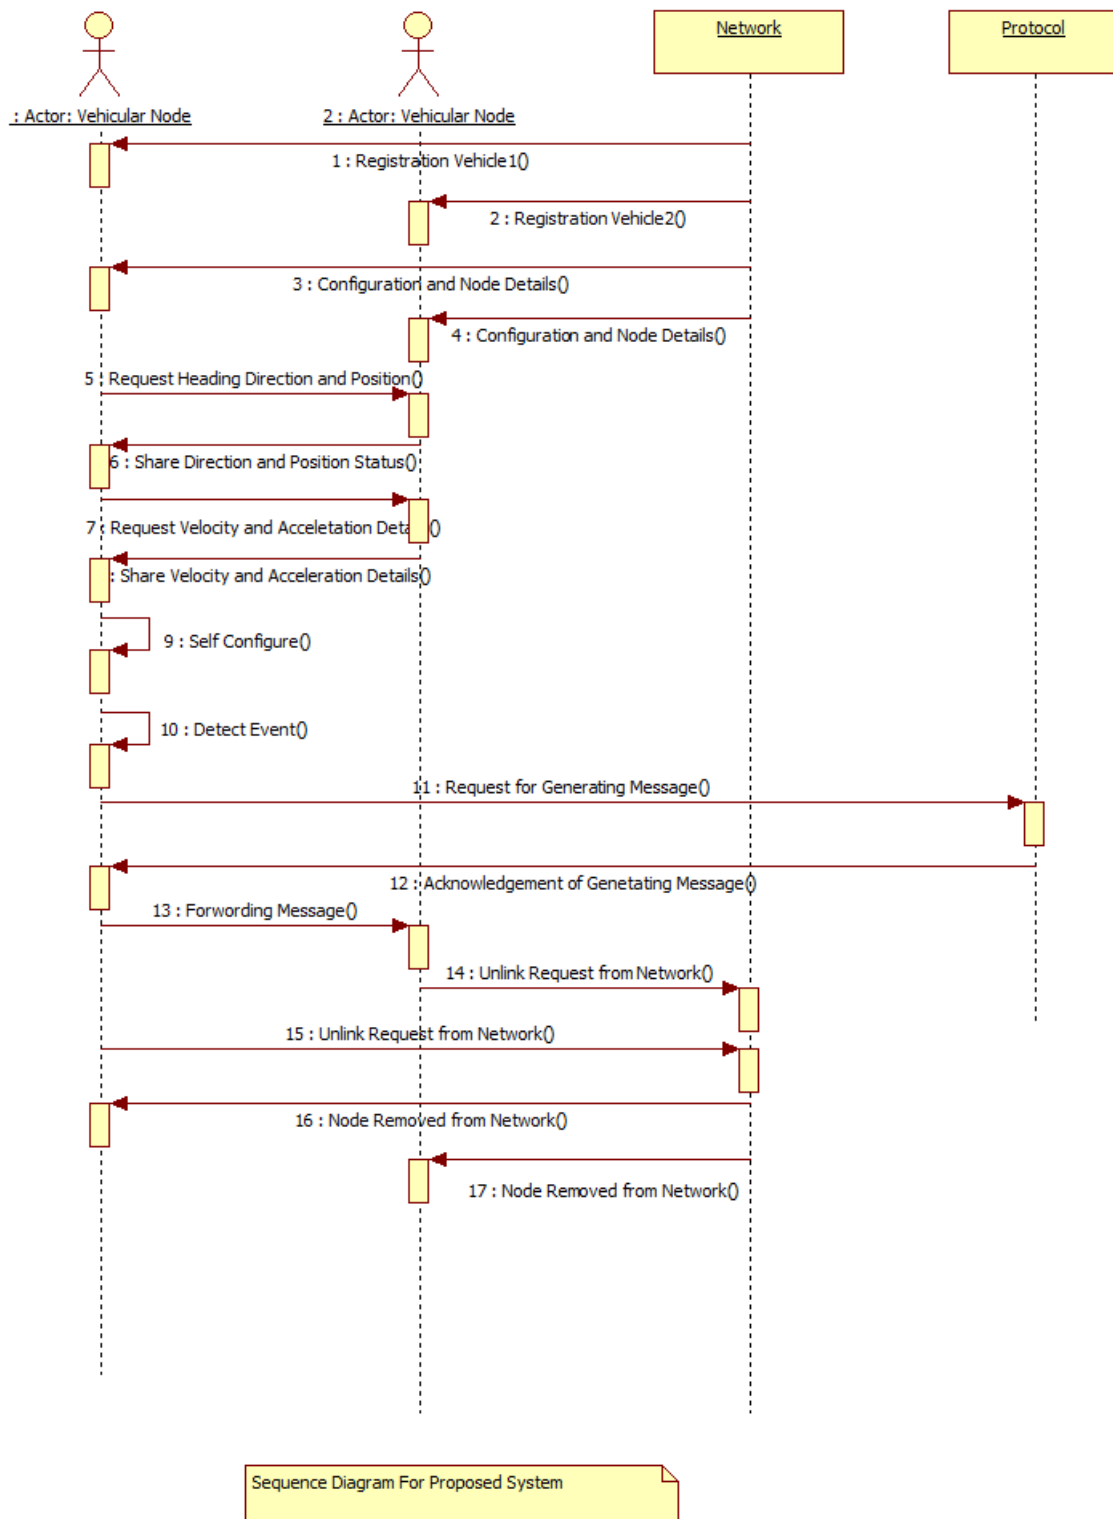 Network
Protocol
: Actor: Vehicular Node
2 : Actor: Vehicular Node
1 : Registration Vehicle1()
2 : Registration Vehicle2()
3 : Configuration and Node Details()
4 : Configuration and Node Details()
5 : Request Heading Direction and Position()
6 : Share Direction and Position Status()
7 : Request Velocity and Acceletation Deta ()
: Share Velocity and Acceleration Details()
9 : Self Configure()
10 : Detect Event()
11 : Request for Generating Message()
12 : Acknowledgement of Genetating Message()
13 : Forwording Message()
14 : Unlink Request from Network()
15 : Unlink Request from Network()
16 : Node Removed from Network()
17 : Node Removed from Network()
Sequence Diagram For Proposed System